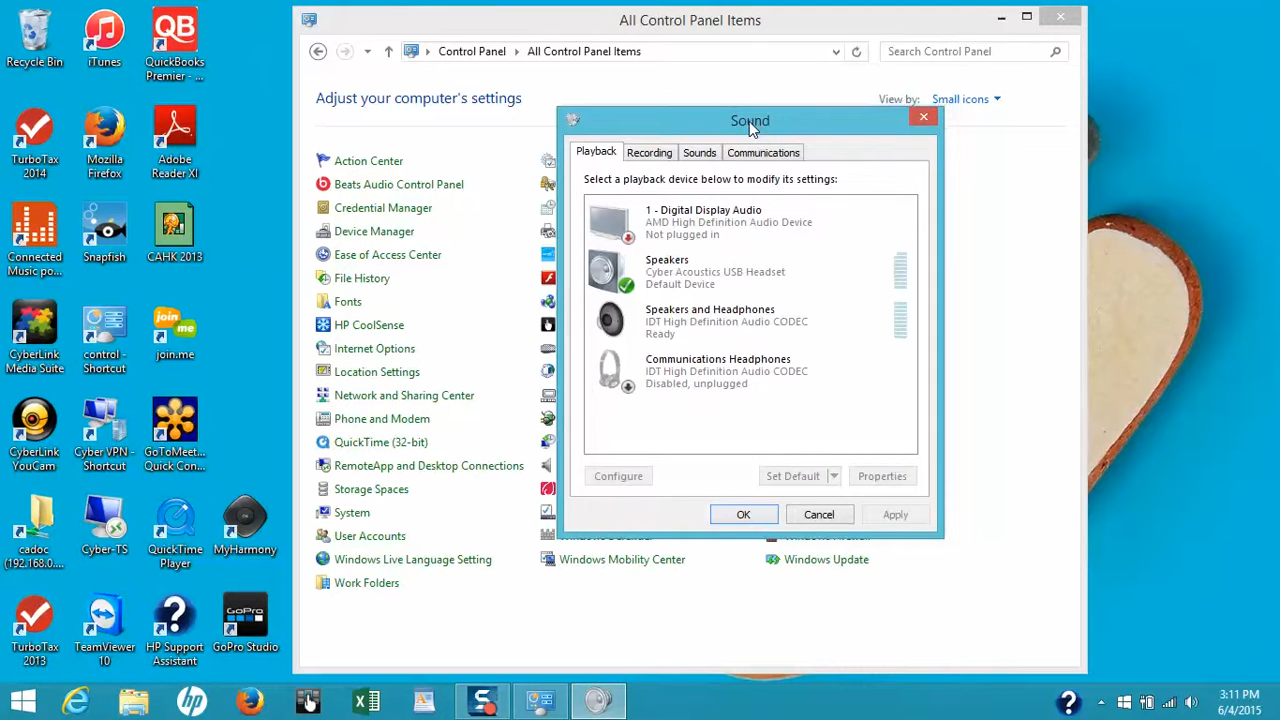 Recycle Bin
iTunes
QB
QuickBooks
Premier - ...
TurboTax
2014
Mozilla
Firefox
Adobe
Reader XI
Connected
Music po...
Snapfish
CAHK 2013
CyberLink
Media Suite
control -
Shortcut
join
me
join.me
CyberLink
YouCam
Cyber VPN -
Shortcut
GoToMeet...
Quick Con...
cadoc
(192.168.0....
Cyber-TS
QuickTime
Player
MyHarmony
TurboTax
2013
TeamViewer
10
HP Support
Assistant
GoPro
GoPro Studio
All Control Panel Items
Control Panel
All Control Panel Items
Search Control Panel
Adjust your computer's settings
View by:
Small icons
Action Center
Beats Audio Control Panel
Credential Manager
Device Manager
Ease of Access Center
File History
Fonts
HP CoolSense
Internet Options
Location Settings
Network and Sharing Center
Phone and Modem
QuickTime (32-bit)
RemoteApp and Desktop Connections
Storage Spaces
System
User Accounts
Windows Live Language Setting
Work Folders
Windows Mobility Center
Windows Update
Sound
Playback
Recording
Sounds
Communications
Select a playback device below to modify its settings:
1 - Digital Display Audio
AMD High Definition Audio Device
Not plugged in
Speakers
Cyber Acoustics USB Headset
Default Device
Speakers and Headphones
IDT High Definition Audio CODEC
Ready
Communications Headphones
IDT High Definition Audio CODEC
Disabled, unplugged
Configure
Set Default
Properties
OK
Cancel
Apply
3:11 PM
6/4/2015